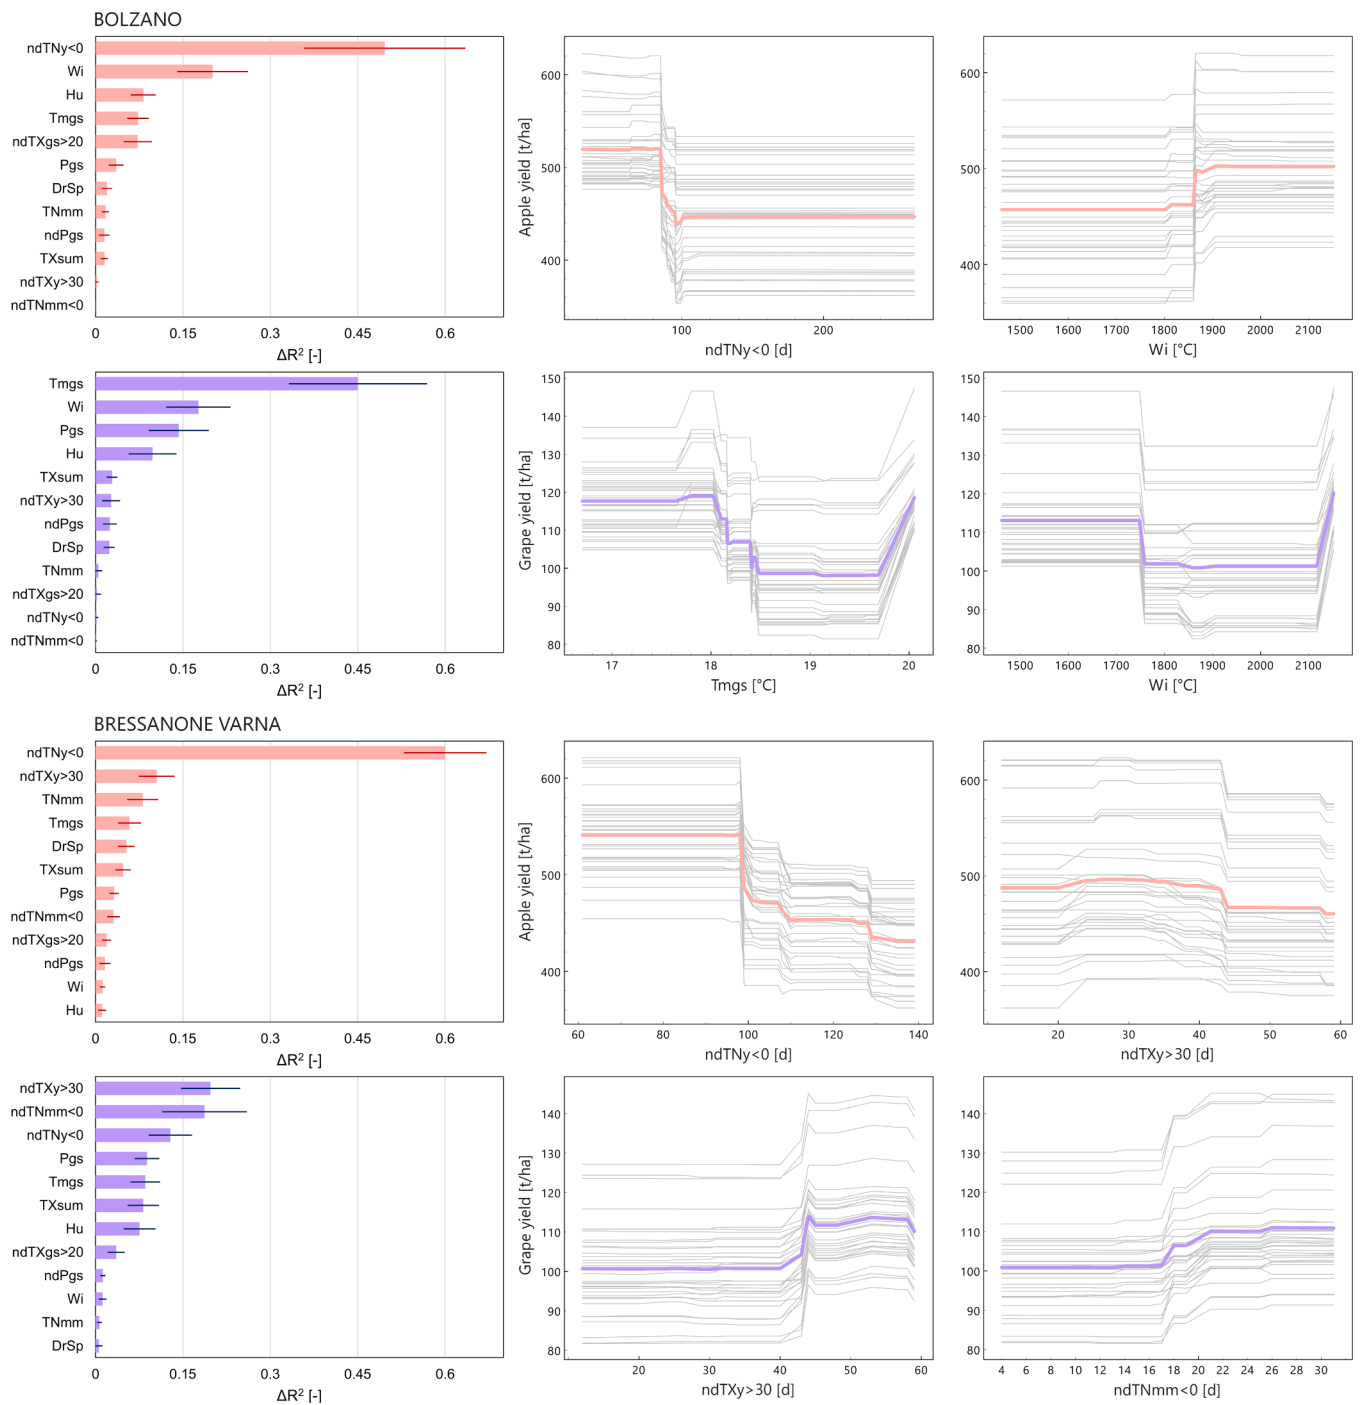 BOLZANO
ndTNy<0
Wi
Hu
Tmgs
ndTXgs>20
Pgs
DrSp
TNmm
ndPgs
TXsum
ndTXy>30
ndTNmm<0
0 0.15 0.3 0.45 0.6
ΔR² [-]
Apple yield [t/ha]
600
500
400
100 200
ndTNy<0 [d]
600
500
400
1500 1600 1700 1800 1900 2000 2100
Wi [°C]
Tmgs
Wi
Pgs
Hu
TXsum
ndTXy>30
ndPgs
DrSp
TNmm
ndTXgs>20
ndTNy<0
ndTNmm<0
0 0.15 0.3 0.45 0.6
ΔR² [-]
Grape yield [t/ha]
150
140
130
120
110
100
90
80
17 18 19 20
Tmgs [°C]
150
140
130
120
110
100
90
80
1500 1600 1700 1800 1900 2000 2100
Wi [°C]
BRESSANONE VARNA
ndTNy<0
ndTXy>30
TNmm
Tmgs
DrSp
TXsum
Pgs
ndTNmm<0
ndTXgs>20
ndPgs
Wi
Hu
0 0.15 0.3 0.45 0.6
ΔR² [-]
Apple yield [t/ha]
600
500
400
60 80 100 120 140
ndTNy<0 [d]
600
500
400
20 30 40 50 60
ndTXy>30 [d]
ndTXy>30
ndTNmm<0
ndTNy<0
Pgs
Tmgs
TXsum
Hu
ndTXgs>20
ndPgs
Wi
TNmm
DrSp
0 0.15 0.3 0.45 0.6
ΔR² [-]
Grape yield [t/ha]
140
130
120
110
100
90
80
20 30 40 50 60
ndTXy>30 [d]
140
130
120
110
100
90
80
4 6 8 10 12 14 16 18 20 22 24 26 28 30
ndTNmm<0 [d]